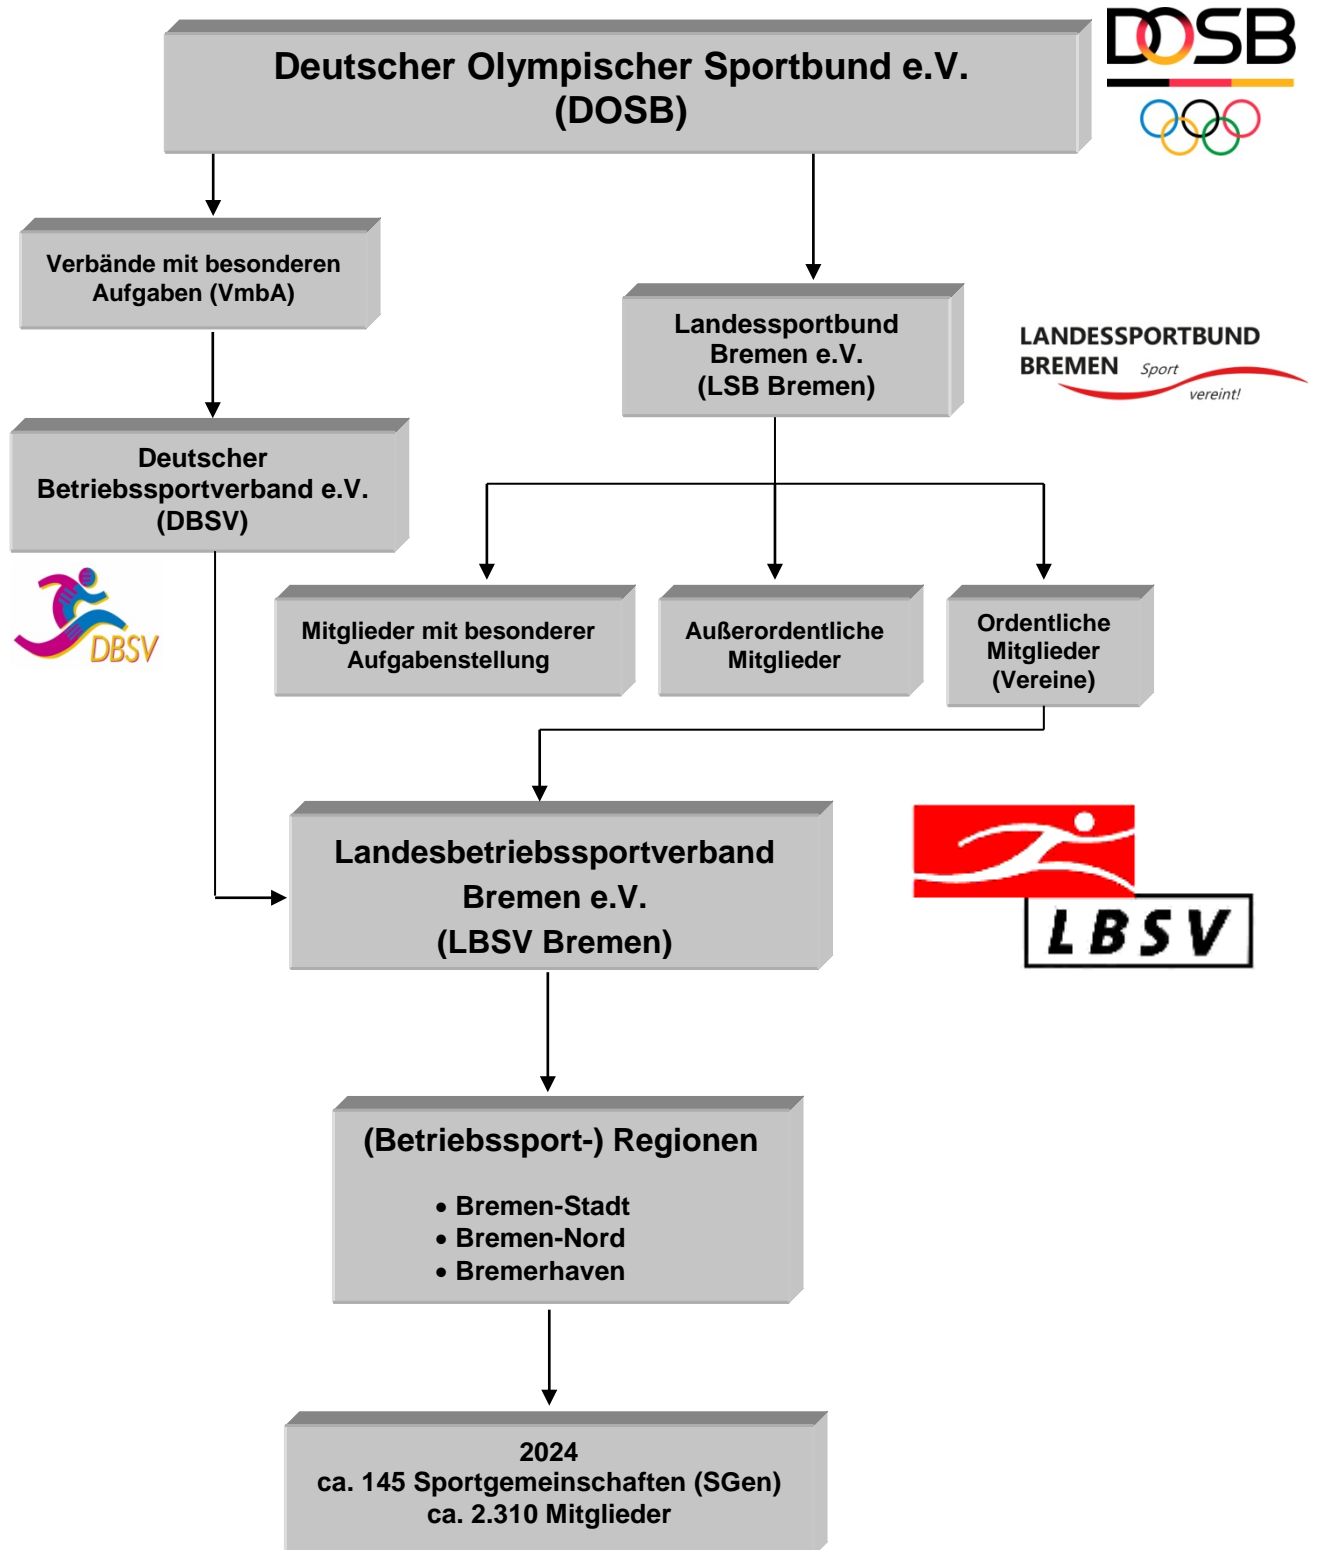 Deutscher Olympischer Sportbund e.V.
(DOSB)
DOSB
Verbände mit besonderen
Aufgaben (VmbA)
Landessportbund
Bremen e.V.
(LSB Bremen)
LANDESSPORTBUND
BREMEN Sport
vereint!
Deutscher
Betriebssportverband e.V.
(DBSV)
DBSV
Mitglieder mit besonderer
Aufgabenstellung
Außerordentliche
Mitglieder
Ordentliche
Mitglieder
(Vereine)
Landesbetriebssportverband
Bremen e.V.
(LBSV Bremen)
LBSV
(Betriebssport-) Regionen
• Bremen-Stadt
• Bremen-Nord
• Bremerhaven
2024
ca. 145 Sportgemeinschaften (SGen)
ca. 2.310 Mitglieder